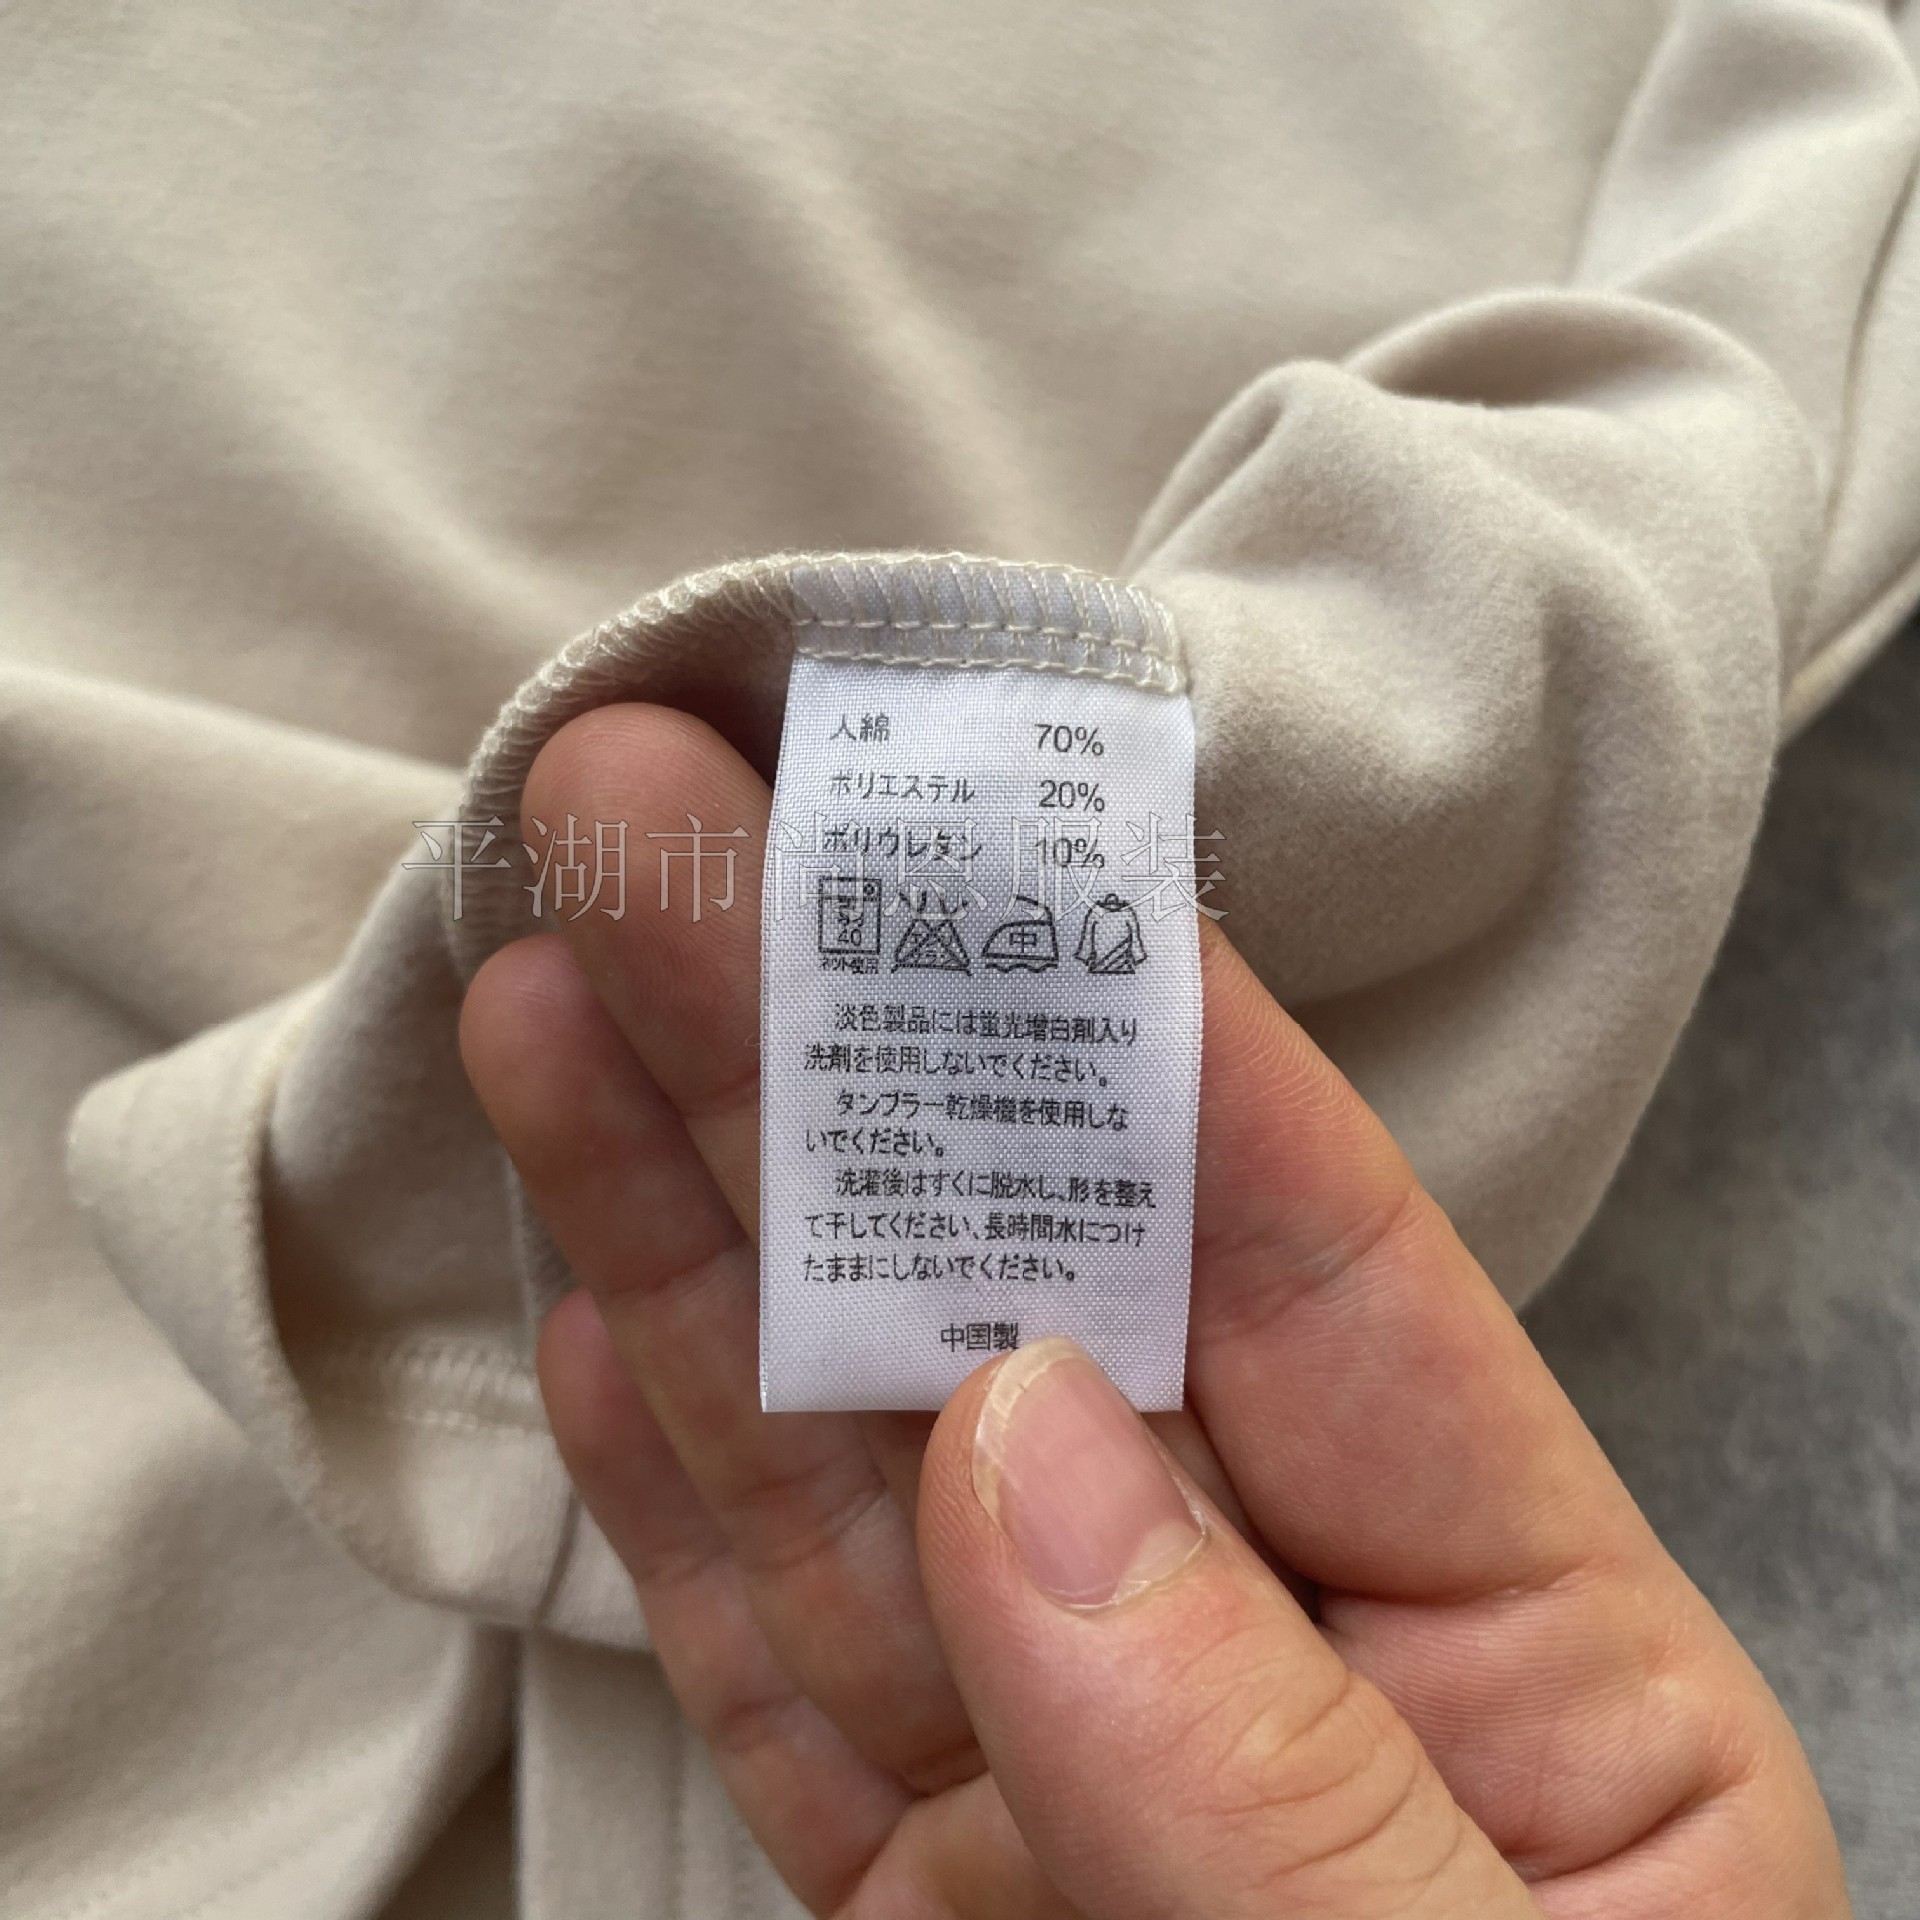 人綿 70%
ポリエステル 20%
ポリウレタン 10%
平湖市尚恩服装
40 中
ネット使用
淡色製品には蛍光増白剤入り
洗剤を使用しないでください。
タンブラー乾燥機を使用しな
いでください。
洗灌後はすぐに脱水し、形を整え
て干してください、長時間水につけ
たままにしないでください。
中国製